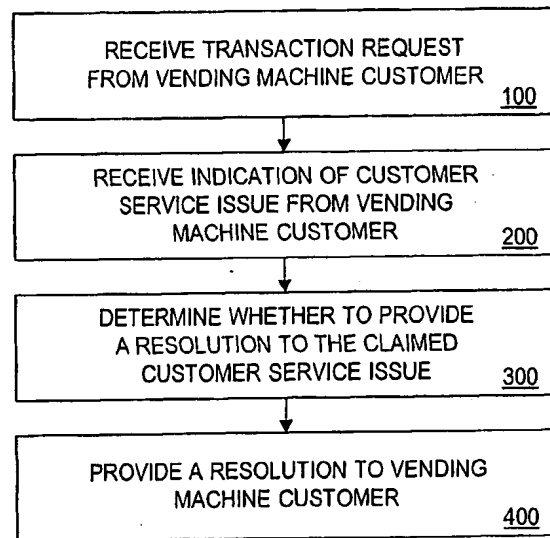 RECEIVE TRANSACTION REQUEST
FROM VENDING MACHINE CUSTOMER
100
RECEIVE INDICATION OF CUSTOMER
SERVICE ISSUE FROM VENDING
MACHINE CUSTOMER
200
DETERMINE WHETHER TO PROVIDE
A RESOLUTION TO THE CLAIMED
CUSTOMER SERVICE ISSUE
300
PROVIDE A RESOLUTION TO VENDING
MACHINE CUSTOMER
400